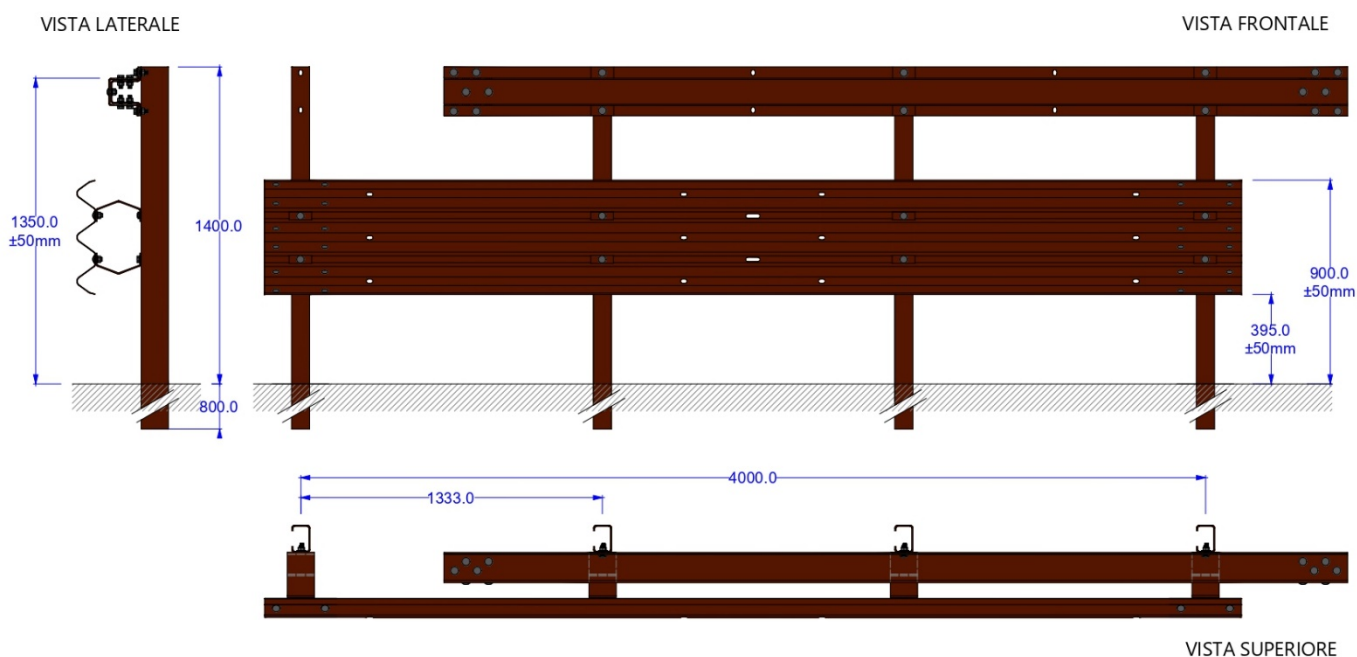 VISTA LATERALE
VISTA FRONTALE
1350.0
±50mm
1400.0
800.0
900.0
±50mm
395.0
±50mm
4000.0
1333.0
VISTA SUPERIORE